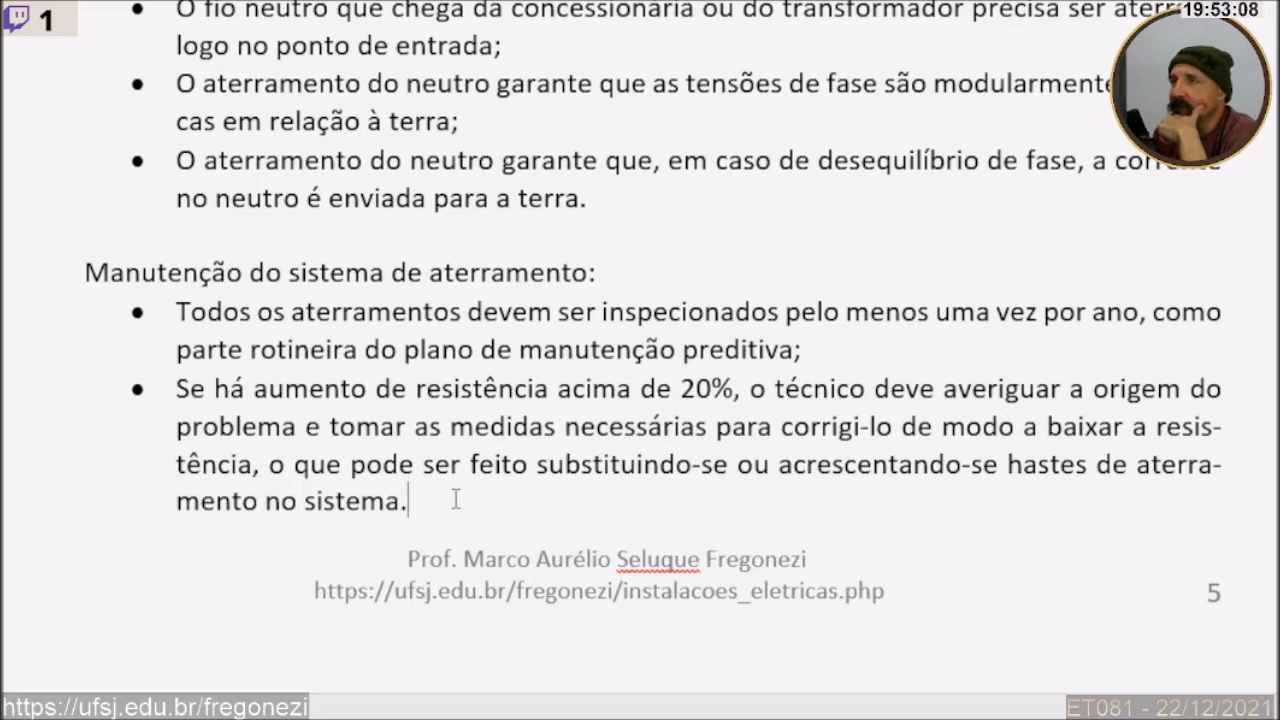 1
19:53:08
O fio neutro que chega da concessionária ou do transformador precisa ser
logo no ponto de entrada;
O aterramento do neutro garante que as tensões de fase são modularmente
cas em relação à terra;
O aterramento do neutro garante que, em caso de desequilíbrio de fase, a
no neutro é enviada para a terra.
Manutenção do sistema de aterramento:
Todos os aterramentos devem ser inspecionados pelo menos uma vez por ano, como
parte rotineira do plano de manutenção preditiva;
Se há aumento de resistência acima de 20%, o técnico deve averiguar a origem do
problema e tomar as medidas necessárias para corrigi-lo de modo a baixar a resis-
tência, o que pode ser feito substituindo-se ou acrescentando-se hastes de aterra-
mento no sistema.
Prof. Marco Aurélio Seluque Fregonezi
https://ufsj.edu.br/fregonezi/instalacoes_eletricas.php
5
https://ufsj.edu.br/fregonezi
ET081 - 22/12/2021